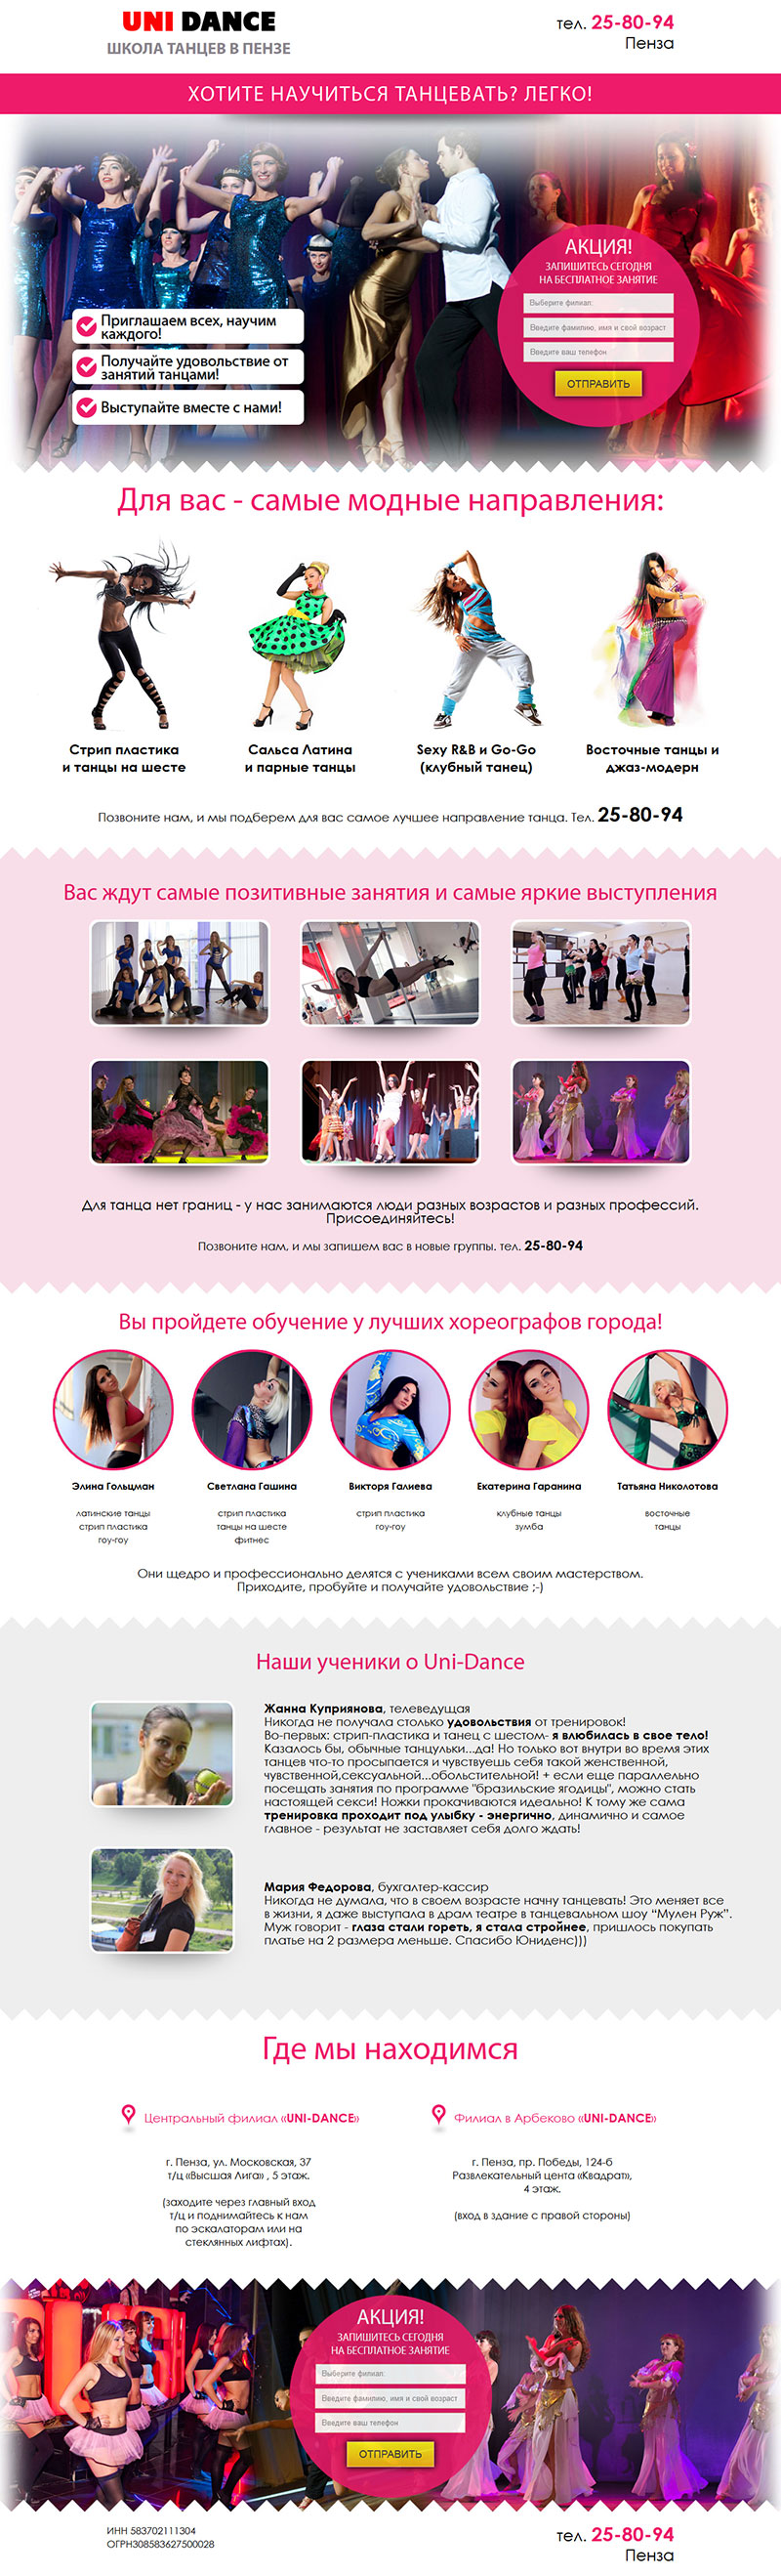 UNI DANCE
ШКОЛА ТАНЦЕВ В ПЕНЗЕ
тел. 25-80-94
Пенза
ХОТИТЕ НАУЧИТЬСЯ ТАНЦЕВАТЬ? ЛЕГКО!
Приглашаем всех, научим
каждого!
Получайте удовольствие от
занятий танцами!
Выступайте вместе с нами!
АКЦИЯ!
ЗАПИШИТЕСЬ СЕГОДНЯ
НА БЕСПЛАТНОЕ ЗАНЯТИЕ
Выберите филиал:
Введите фамилию, имя и свой возраст
Введите ваш телефон
ОТПРАВИТЬ
Для вас - самые модные направления:
Стрип пластика
и танцы на шесте
Сальса Латина
и парные танцы
Sexy R&B и Go-Go
(клубный танец)
Восточные танцы и
джаз-модерн
Позвоните нам, и мы подберем для вас самое лучшее направление танца. Тел. 25-80-94
Вас ждут самые позитивные занятия и самые яркие выступления
Для танца нет границ - у нас занимаются люди разных возрастов и разных профессий.
Присоединяйтесь!
Позвоните нам, и мы запишем вас в новые группы. тел. 25-80-94
Вы пройдете обучение у лучших хореографов города!
Элина Гольцман
латинские танцы
стрип пластика
гоу-гоу
Светлана Гашина
стрип пластика
танцы на шесте
фитнес
Викторя Галиева
стрип пластика
гоу-гоу
Екатерина Гаранина
клубные танцы
зумба
Татьяна Николотова
восточные
танцы
Они щедро и профессионально делятся с учениками всем своим мастерством.
Приходите, пробуйте и получайте удовольствие ;-)
Наши ученики о Uni-Dance
Жанна Куприянова, телеведущая
Никогда не получала столько удовольствия от тренировок!
Во-первых: стрип-пластика и танец с шестом- я влюбилась в свое тело!
Казалось бы, обычные танцульки...да! Но только вот внутри во время этих
танцев что-то просыпается и чувствуешь себя такой женственной,
чувственной,сексуальной...обольстительной! + если еще параллельно
посещать занятия по программе "бразильские ягодицы", можно стать
настоящей секси! Ножки прокачиваются идеально! К тому же сама
тренировка проходит под улыбку - энергично, динамично и самое
главное - результат не заставляет себя долго ждать!
Мария Федорова, бухгалтер-кассир
Никогда не думала, что в своем возрасте начну танцевать! Это меняет все
в жизни, я даже выступала в драм театре в танцевальном шоу “Мулен Руж”.
Муж говорит - глаза стали гореть, я стала стройнее, пришлось покупать
платье на 2 размера меньше. Спасибо Юниденс)))
Где мы находимся
Центральный филиал «UNI-DANCE»
г. Пенза, ул. Московская, 37
т/ц «Высшая Лига» , 5 этаж.
(заходите через главный вход
т/ц и поднимайтесь к нам
по эскалаторам или на
стеклянных лифтах).
Филиал в Арбеково «UNI-DANCE»
г. Пенза, пр. Победы, 124-б
Развлекательный цента «Квадрат»,
4 этаж.
(вход в здание с правой стороны)
АКЦИЯ!
ЗАПИШИТЕСЬ СЕГОДНЯ
НА БЕСПЛАТНОЕ ЗАНЯТИЕ
Выберите филиал:
Введите фамилию, имя и свой возраст
Введите ваш телефон
ОТПРАВИТЬ
ИНН 583702111304
ОГРН308583627500028
тел. 25-80-94
Пенза